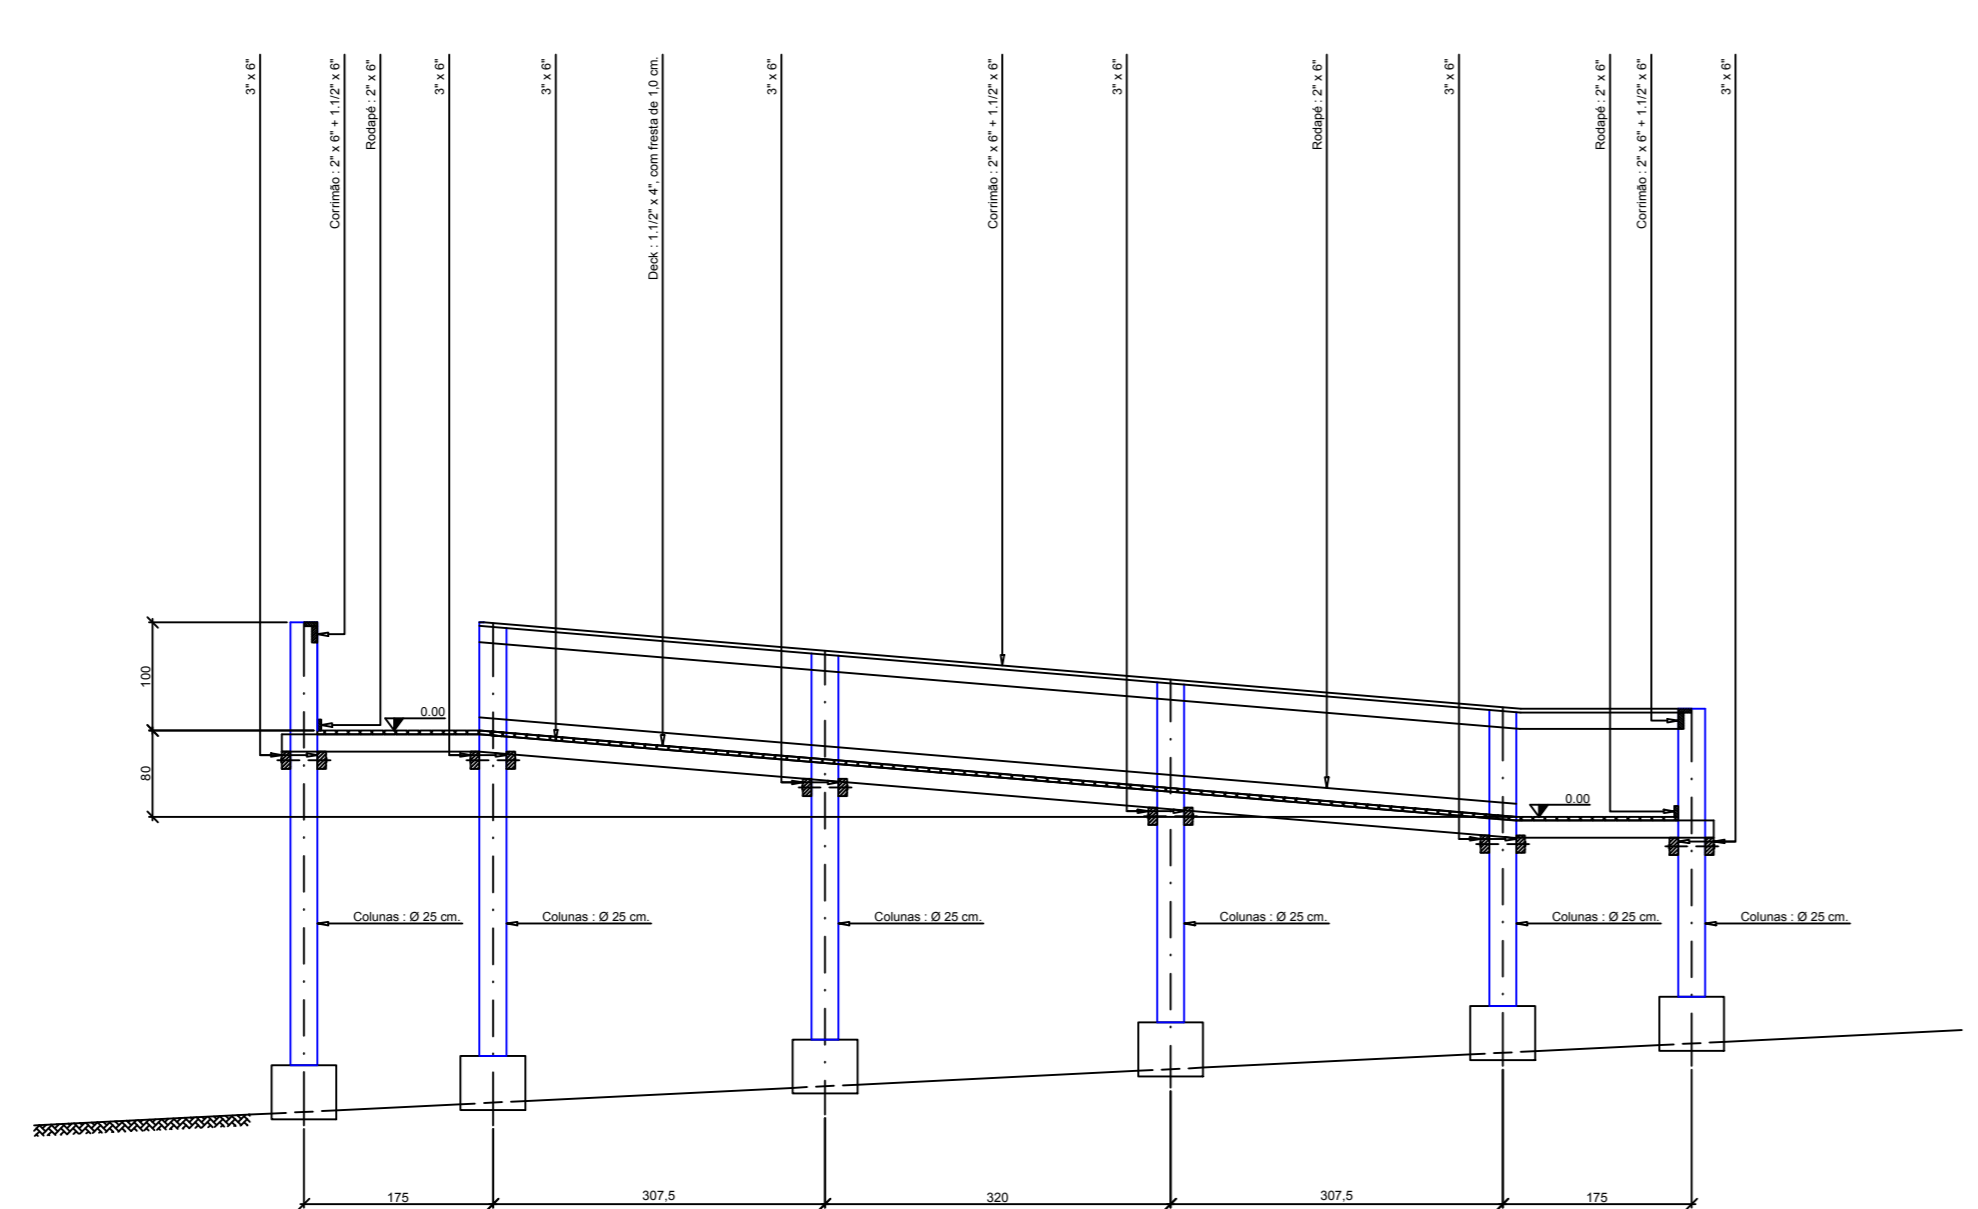 3" x 6"
Corrimão : 2" x 6" + 1.1/2" x 6"
Rodapé : 2" x 6"
3" x 6"
3" x 6"
Deck : 1.1/2" x 4", com fresta de 1,0 cm.
3" x 6"
Corrimão : 2" x 6" + 1.1/2" x 6"
3" x 6"
Rodapé : 2" x 6"
3" x 6"
Rodapé : 2" x 6"
Corrimão : 2" x 6" + 1.1/2" x 6"
3" x 6"
100
0.00
80
0.00
Colunas : Ø 25 cm.
Colunas : Ø 25 cm.
Colunas : Ø 25 cm.
Colunas : Ø 25 cm.
Colunas : Ø 25 cm.
Colunas : Ø 25 cm.
175
307,5
320
307,5
175